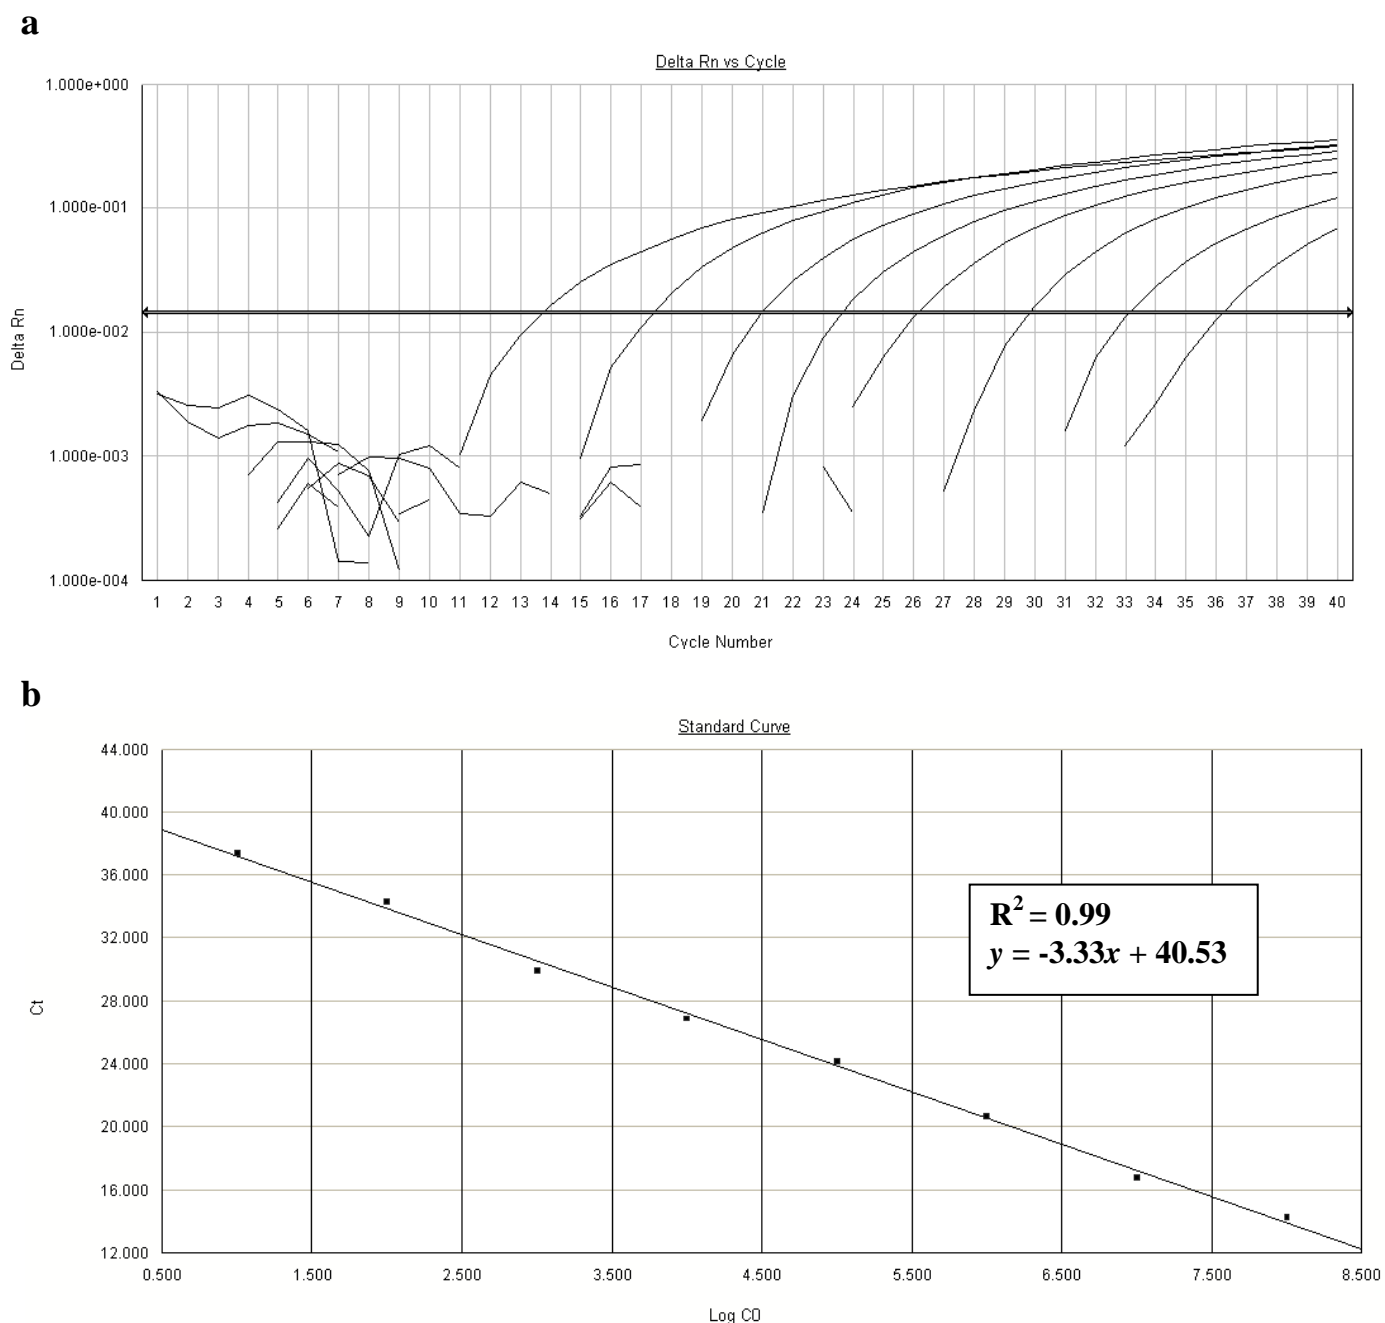 a
Delta Rn vs Cycle
1.000e+000
1.000e-001
1.000e-002
1.000e-003
1.000e-004
Delta Rn
1 2 3 4 5 6 7 8 9 10 11 12 13 14 15 16 17 19 20 21 22 23 24 25 26 27 28 29 30 31 32 33 34 35 36 37 38 39 40
Cycle Number
b
Standard Curve
44.000
40.000
36.000
32.000
28.000
24.000
20.000
16.000
12.000
Ct
R² = 0.99
y = -3.33x + 40.53
0.500 1.500 2.500 3.500 4.500 5.500 6.500 7.500 8.500
Log C0